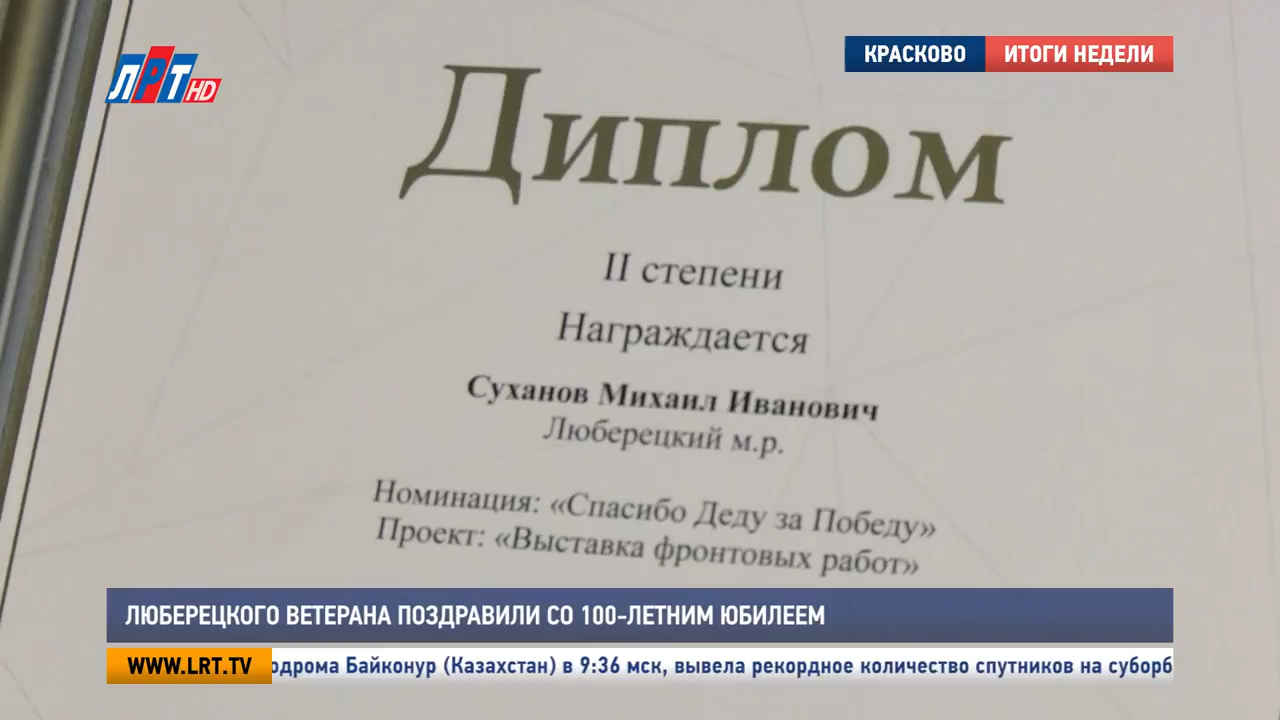 ЛРТ HD
КРАСКОВО ИТОГИ НЕДЕЛИ
Диплом
II степени
Награждается
Суханов Михаил Иванович
Люберецкий м.р.
Номинация: «Спасибо Деду за Победу»
Проект: «Выставка фронтовых работ»
ЛЮБЕРЕЦКОГО ВЕТЕРАНА ПОЗДРАВИЛИ СО 100-ЛЕТНИМ ЮБИЛЕЕМ
WWW.LRT.TV одрома Байконур (Казахстан) в 9:36 мск, вывела рекордное количество спутников на суборб